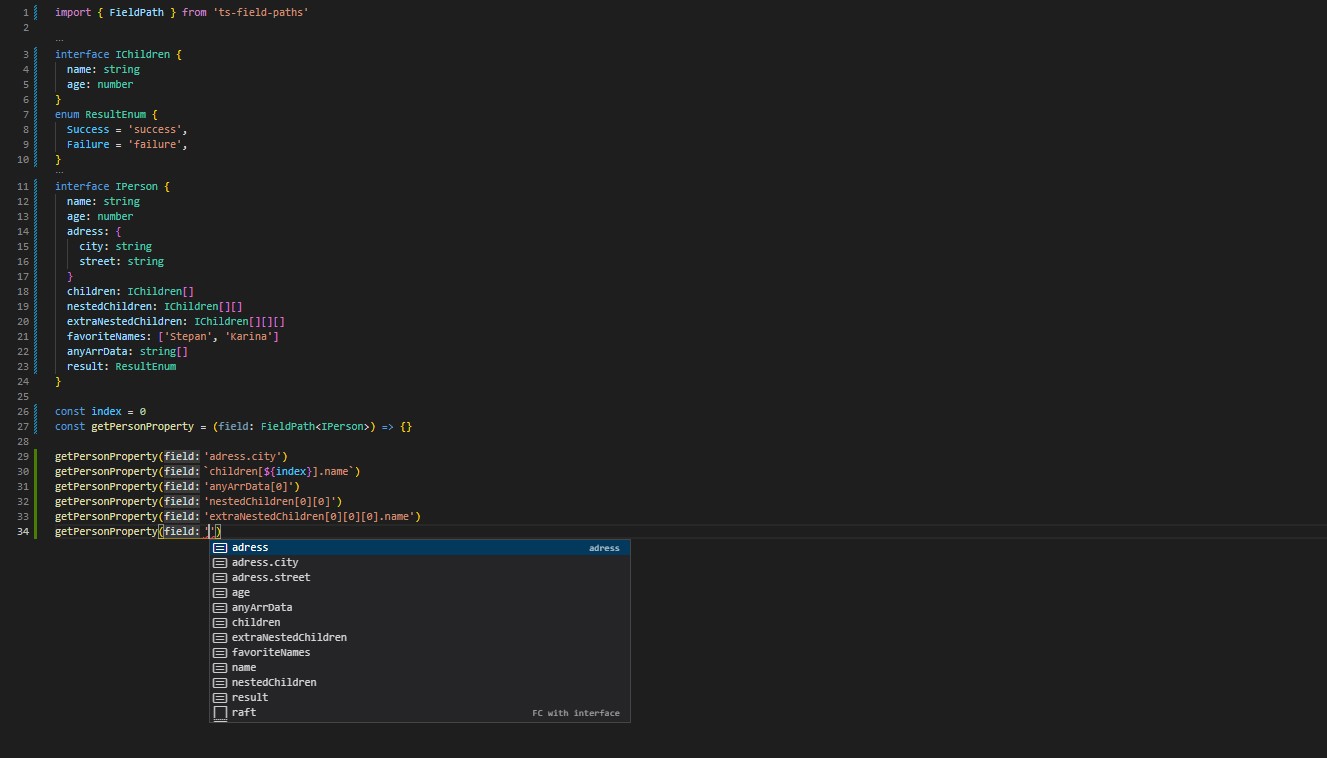 1 import { FieldPath } from 'ts-field-paths'
2
...
3 interface IChildren {
4   name: string
5   age: number
6 }
7 enum ResultEnum {
8   Success = 'success',
9   Failure = 'failure',
10 }
...
11 interface IPerson {
12   name: string
13   age: number
14   adress: {
15     city: string
16     street: string
17   }
18   children: IChildren[]
19   nestedChildren: IChildren[][]
20   extraNestedChildren: IChildren[][][]
21   favoriteNames: ['Stepan', 'Karina']
22   anyArrData: string[]
23   result: ResultEnum
24 }
25
26 const index = 0
27 const getPersonProperty = (field: FieldPath<IPerson>) => {}
28
29 getPersonProperty(field: 'adress.city')
30 getPersonProperty(field: `children[${index}].name`)
31 getPersonProperty(field: 'anyArrData[0]')
32 getPersonProperty(field: 'nestedChildren[0][0]')
33 getPersonProperty(field: 'extraNestedChildren[0][0][0].name')
34 getPersonProperty(field: '')
adress adress
adress.city
adress.street
age
anyArrData
children
extraNestedChildren
favoriteNames
name
nestedChildren
result
raft FC with interface